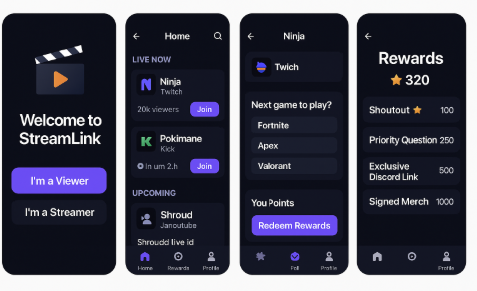 Welcome to
StreamLink
I'm a Viewer
I'm a Streamer
Home
LIVE NOW
Ninja
Twitch
20k viewers
Join
Pokimane
Kick
In um 2.h
Join
UPCOMING
Shroud
Janoutube
Shroudd live id
Home
Rewards
Profile
Ninja
Twich
Next game to play?
Fortnite
Apex
Valorant
You Points
Redeem Rewards
Poll
Profile
Rewards
320
Shoutout 100
Priority Question 250
Exclusive
Discord Link 500
Signed Merch 1000
Home
Profile